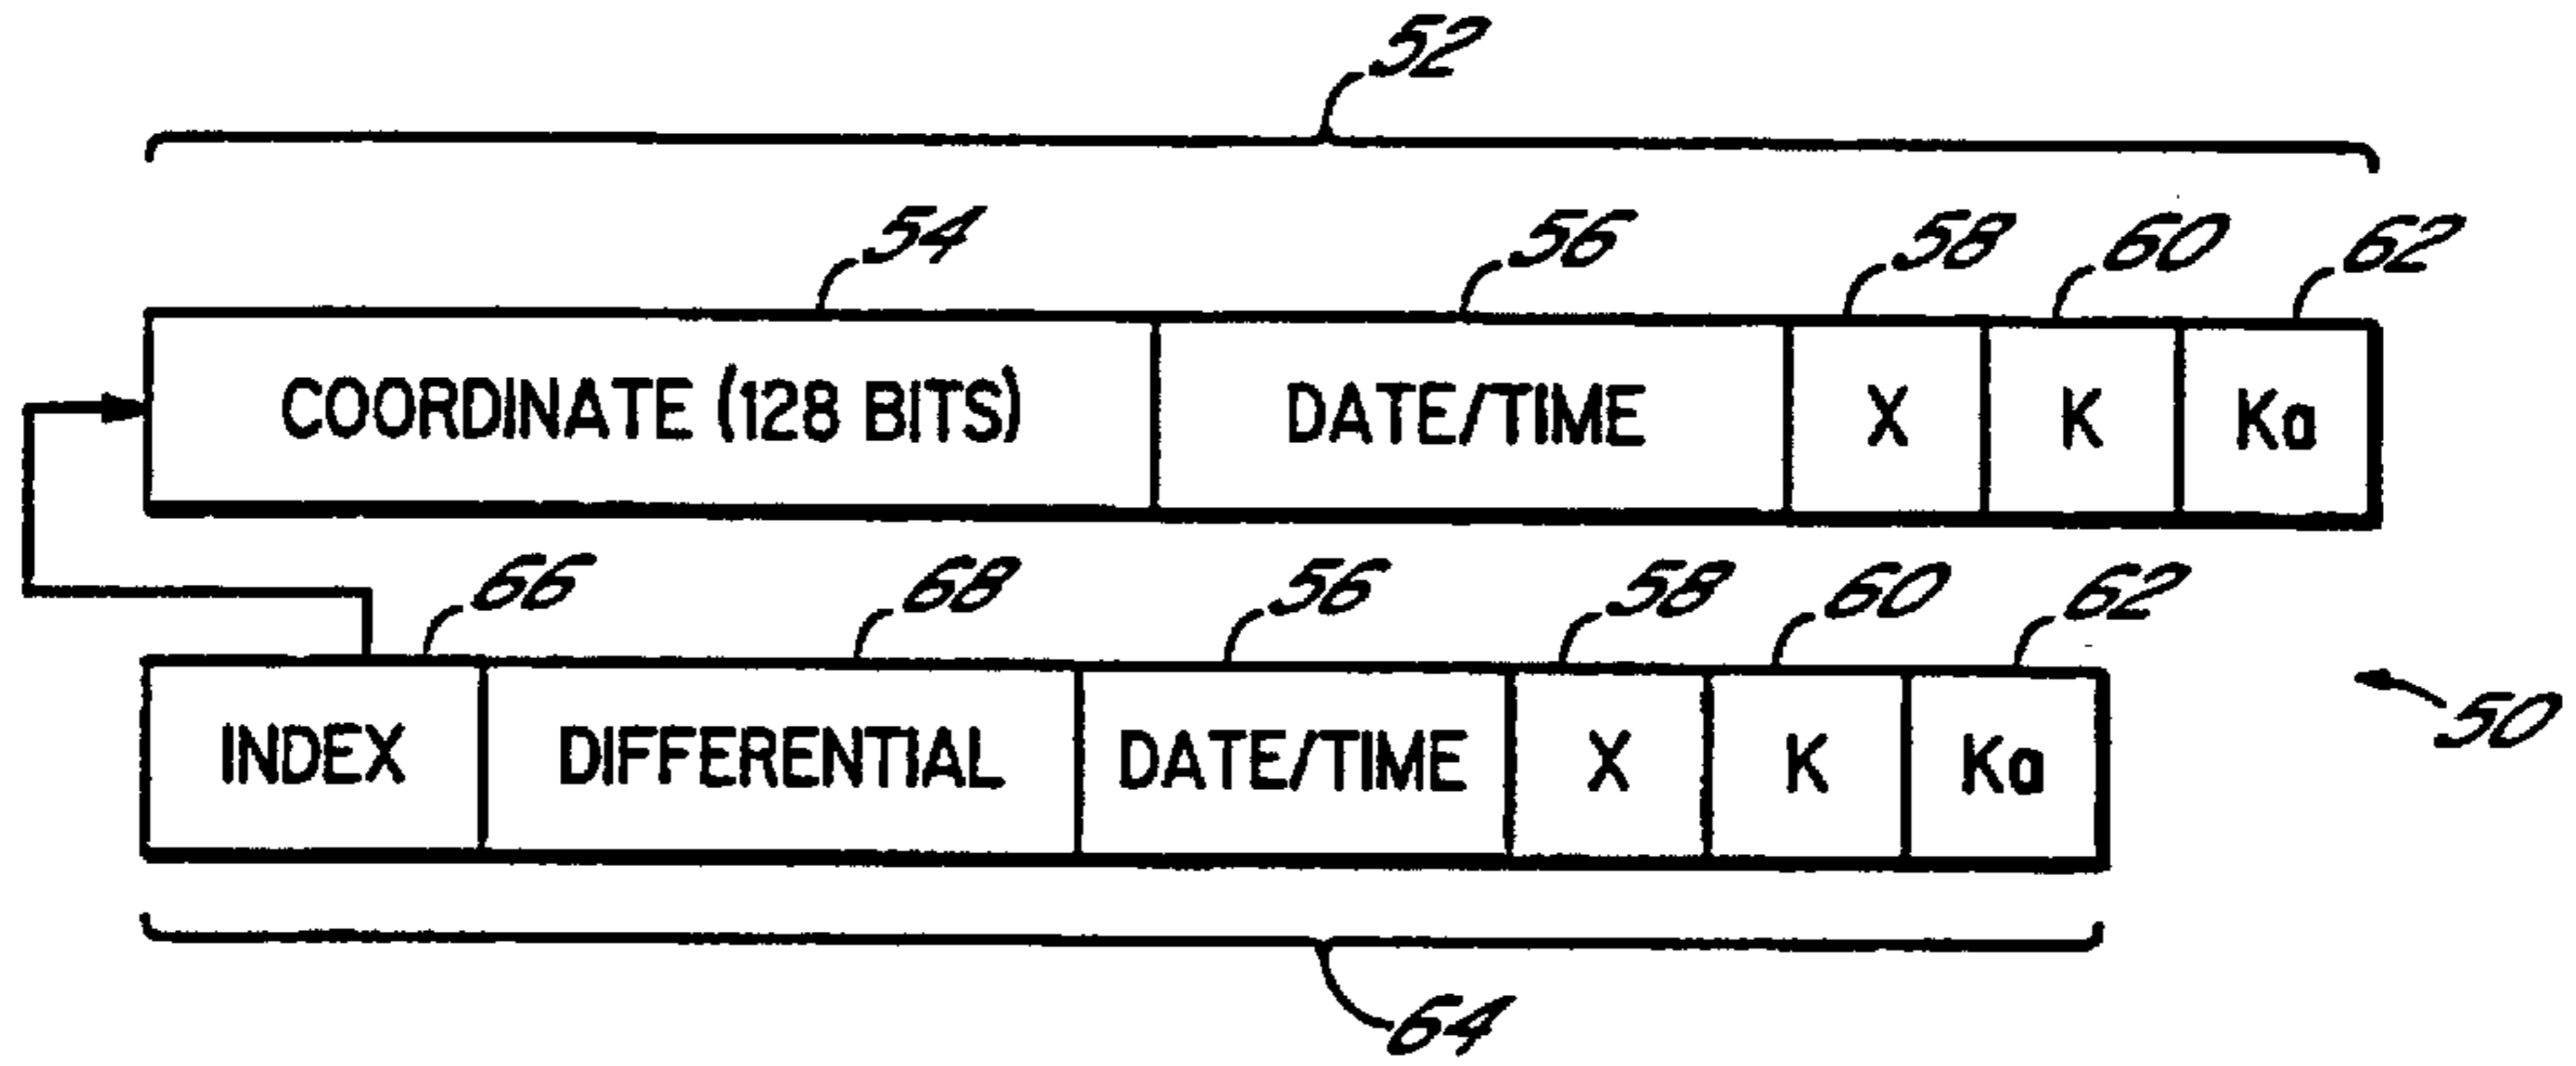 52
54 56 58 60 62
COORDINATE (128 BITS) DATE/TIME X K Ka
66 68 56 58 60 62
INDEX DIFFERENTIAL DATE/TIME X K Ka
50
64